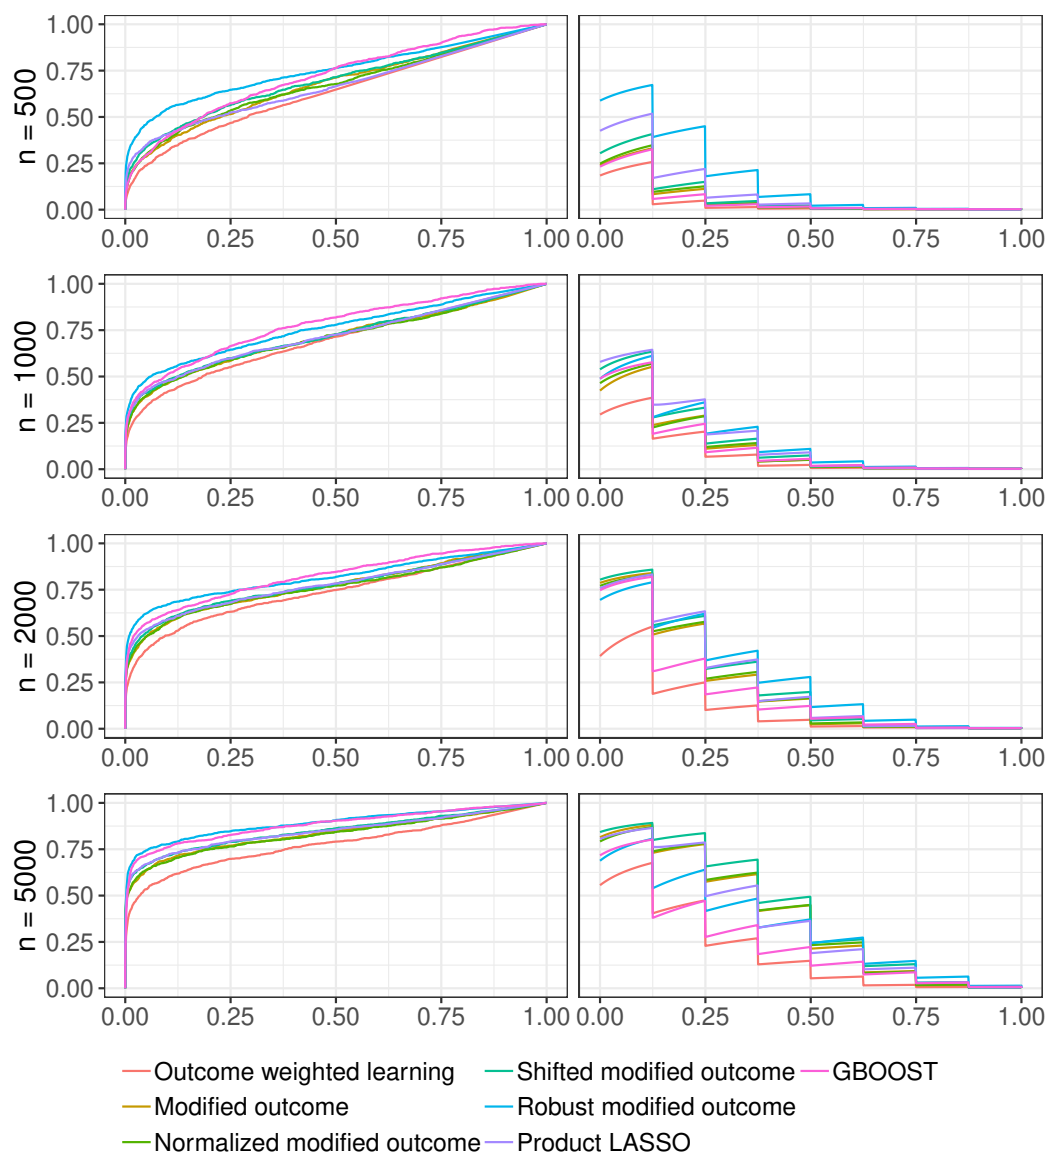 n = 500
1.00
0.75
0.50
0.25
0.00
0.00 0.25 0.50 0.75 1.00 0.00 0.25 0.50 0.75 1.00
n = 1000
1.00
0.75
0.50
0.25
0.00
0.00 0.25 0.50 0.75 1.00 0.00 0.25 0.50 0.75 1.00
n = 2000
1.00
0.75
0.50
0.25
0.00
0.00 0.25 0.50 0.75 1.00 0.00 0.25 0.50 0.75 1.00
n = 5000
1.00
0.75
0.50
0.25
0.00
0.00 0.25 0.50 0.75 1.00 0.00 0.25 0.50 0.75 1.00
Outcome weighted learning Shifted modified outcome GBOOST
Modified outcome Robust modified outcome
Normalized modified outcome Product LASSO